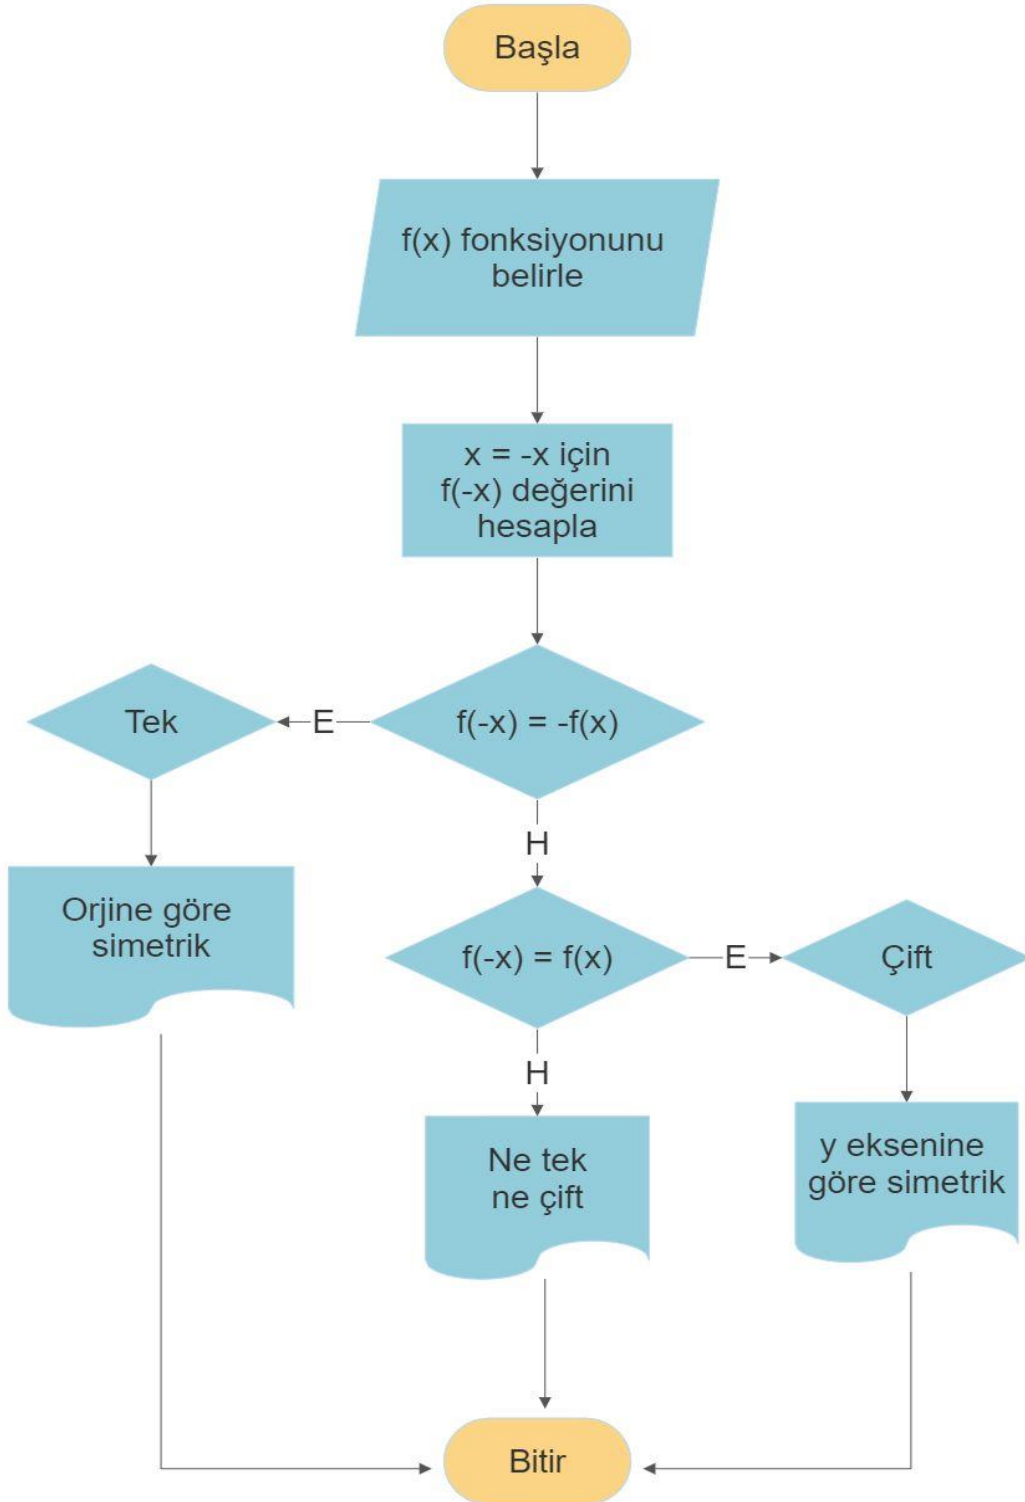 Başla
f(x) fonksiyonunu
belirle
x = -x için
f(-x) değerini
hesapla
Tek
E
f(-x) = -f(x)
H
Orjine göre
simetrik
f(-x) = f(x)
E
Çift
H
Ne tek
ne çift
y eksenine
göre simetrik
Bitir